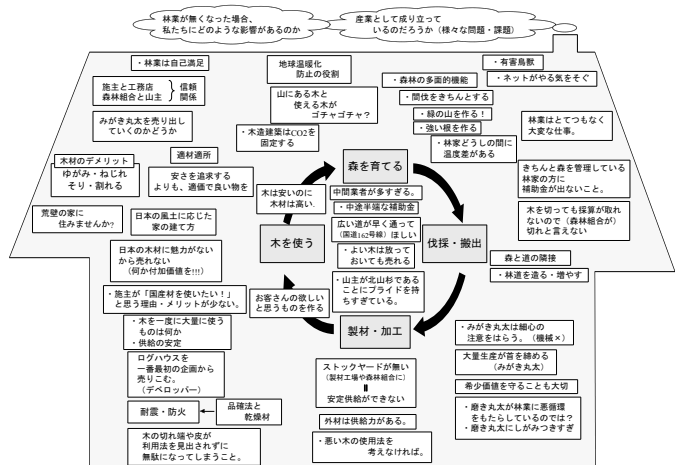 林業が無くなった場合、
私たちにどのような影響があるのか
産業として成り立って
いるのだろうか（様々な問題・課題）
・林業は自己満足
施主と工務店
森林組合と山主
信頼
関係
みがき丸太を売り出し
ていくのかどうか
地球温暖化
防止の役割
山にある木と
使える木が
ゴチャゴチャ？
・木造建築はCO2を
固定する
・森林の多面的機能
・間伐をきちんとする
・緑の山を作る！
・強い根を作る
・林家どうしの間に
温度差がある
・有害鳥獣
・ネットがやる気をそぐ
林業はとてつもなく
大変な仕事。
きちんと森を管理している
林家の方に
補助金が出ないこと。
木を切っても採算が取れ
ないので（森林組合が）
切れと言えない
木材のデメリット
ゆがみ・ねじれ
そり・割れる
適材適所
安さを追求する
よりも、適価で良い物を
荒壁の家に
住みませんか?
日本の風土に応じた
家の建て方
木は安いのに
木材は高い.
森を育てる
中間業者が多すぎる。
・中途半端な補助金
広い道が早く通って
（国道162号線）ほしい
・よい木は放って
おいても売れる
・山主が北山杉である
ことにプライドを持
ちすぎている。
木を使う
伐採・搬出
製材・加工
森と道の隣接
・林道を造る・増やす
日本の木材に魅力がない
から売れない
（何か付加価値を!!!）
・施主が「国産材を使いたい！」
と思う理由・メリットが少ない。
お客さんの欲しい
と思うものを作る
・木を一度に大量に使う
ものは何か
・供給の安定
ログハウスを
一番最初の企画から
売りこむ。
（デベロッパー）
耐震・防火
品確法と
乾燥材
木の切れ端や皮が
利用法を見出されずに
無駄になってしまうこと。
ストックヤードが無い
（製材工場や森林組合に）
安定供給ができない
外材は供給力がある。
・悪い木の使用法を
考えなければ。
・みがき丸太は細心の
注意をはらう。（機械×）
大量生産が首を締める
（みがき丸太）
希少価値を守ることも大切
・磨き丸太が林業に悪循環
をもたらしているのでは？
・磨き丸太にしがみつきすぎ